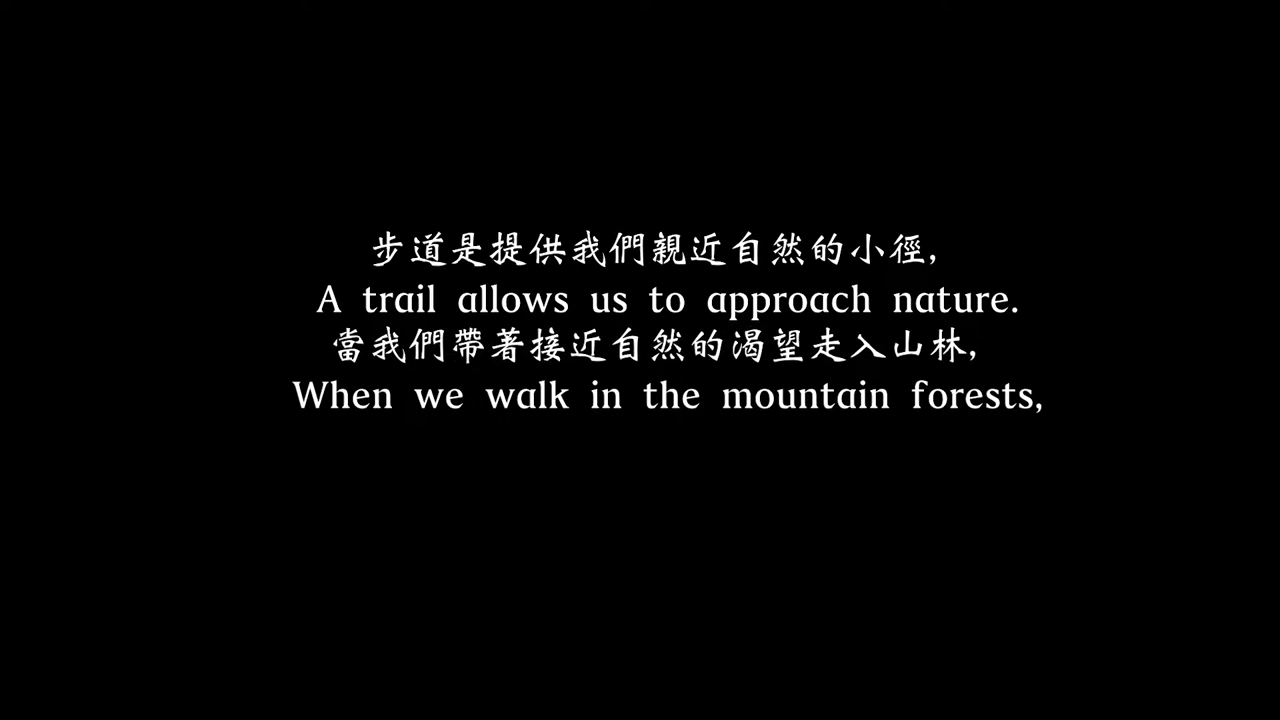 步道是提供我們親近自然的小徑,
A trail allows us to approach nature.
當我們帶著接近自然的渴望走入山林,
When we walk in the mountain forests,